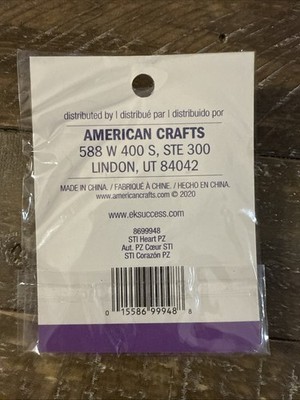 distributed by | distribué par | distribuido por
AMERICAN CRAFTS
588 W 400 S, STE 300
LINDON, UT 84042
MADE IN CHINA. / FABRIQUÉ À CHINE. / HECHO EN CHINA.
www.americancrafts.com © 2020
www.eksuccess.com
8699948
STI Heart PZ
Aut. PZ Cœur STI
STI Corazón PZ
0 15586 99948 8